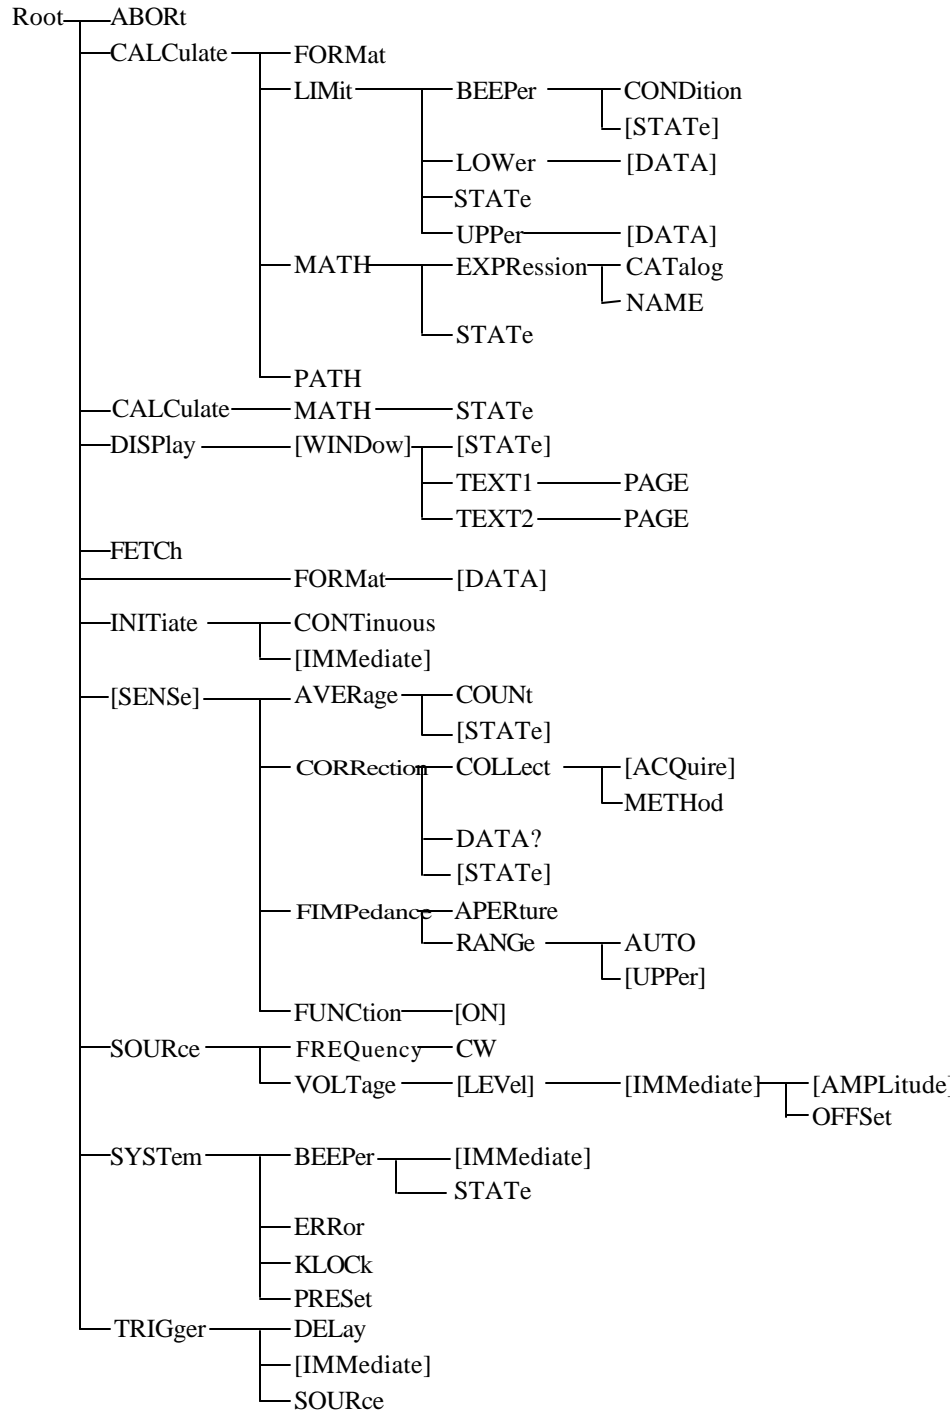 Root ABORt
CALCulate FORMat
LIMit BEEPer CONDition
[STATe]
LOWer [DATA]
STATe
UPPer [DATA]
MATH EXPRession CATalog
NAME
STATe
PATH
CALCulate MATH STATe
DISPlay [WINDow] [STATe]
TEXT1 PAGE
TEXT2 PAGE
FETCh
FORMat [DATA]
INITiate CONTinuous
[IMMediate]
[SENSe] AVERage COUNt
[STATe]
CORRection COLLect [ACQuire]
METHod
DATA?
[STATe]
FIMPedance APERture
RANGe AUTO
[UPPer]
FUNCtion [ON]
SOURce FREQuency CW
VOLTage [LEVel] [IMMediate] [AMPLitude]
OFFSet
SYSTem BEEPer [IMMediate]
STATe
ERRor
KLOCk
PRESet
TRIGger DELay
[IMMediate]
SOURce